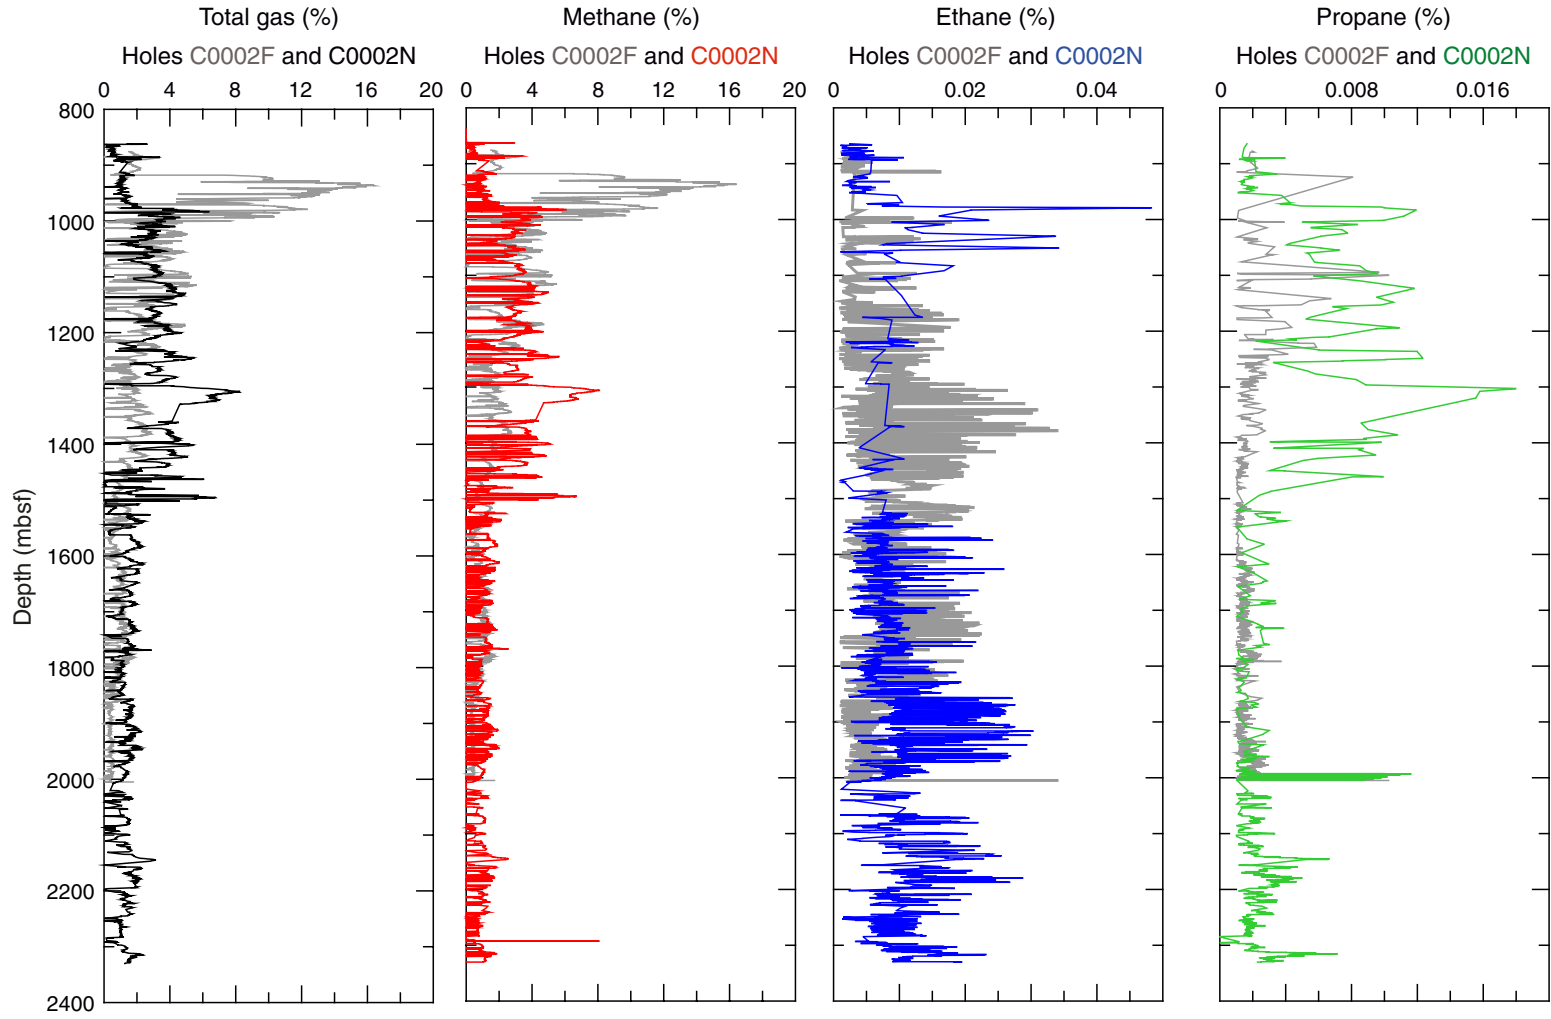 Total gas (%) Methane (%) Ethane (%) Propane (%)
Holes C0002F and C0002N Holes C0002F and C0002N Holes C0002F and C0002N Holes C0002F and C0002N
0 4 8 12 16 20 0 4 8 12 16 20 0 0.02 0.04 0 0.008 0.016
800
1000
1200
1400
1600
1800
2000
2200
2400
Depth (mbsf)